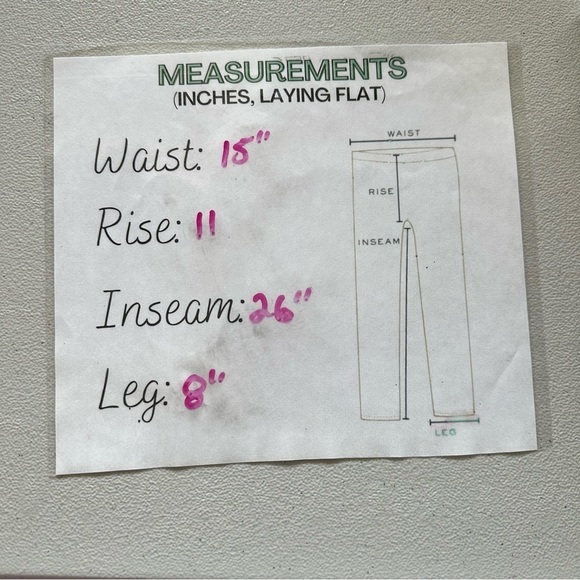 MEASUREMENTS
(INCHES, LAYING FLAT)
Waist: 15"
Rise: 11
Inseam: 26"
Leg: 8"
WAIST
RISE
INSEAM
LEG